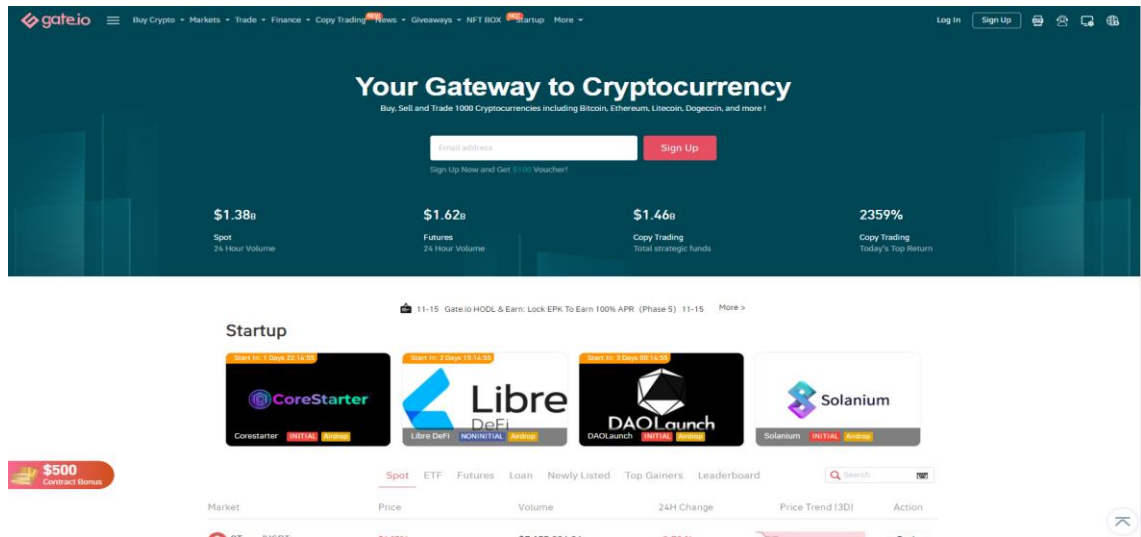 gate.io Buy Crypto Markets Trade Finance Copy Trading News Giveaways NFT BOX Startup More Log In Sign Up
Your Gateway to Cryptocurrency
Buy, Sell and Trade 1000 Cryptocurrencies including Bitcoin, Ethereum, Litecoin, Dogecoin, and more !
Email address Sign Up
Sign Up Now and Get $100 Voucher!
$1.38B $1.62B $1.46B 2359%
Spot Futures Copy Trading Copy Trading
24 Hour Volume 24 Hour Volume Total strategic funds Today's Top Return
11-15 Gate.io HODL & Earn: Lock EPK To Earn 100% APR (Phase 5) 11-15 More >
Startup
Start In: 1 Days 22:14:55 Start In: 2 Days 19:14:55 Start In: 3 Days 00:14:55
CoreStarter Libre DeFi DAOLaunch Solanium
Corestarter INITIAL Airdrop Libre DeFi NONINITIAL Airdrop DAOLaunch INITIAL Airdrop Solanium INITIAL Airdrop
$500
Contract Bonus
Spot ETF Futures Loan Newly Listed Top Gainers Leaderboard Search
Market Price Volume 24H Change Price Trend (3D) Action